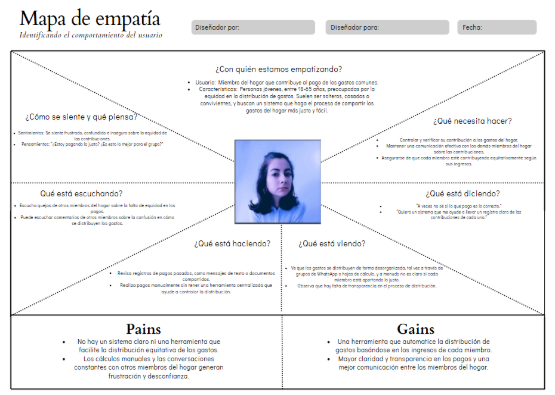 Mapa de empatía
Identificando el comportamiento del usuario
Diseñador por:
Diseñador para:
Fecha:
¿Con quién estamos empatizando?
• Usuario: Miembro del hogar que contribuye al pago de los gastos comunes.
• Características: Personas jóvenes, entre 18-65 años, preocupadas por la
equidad en la distribución de gastos. Suelen ser solteros, casados o
convivientes, y buscan un sistema que haga el proceso de compartir los
gastos del hogar más justo y fácil.
¿Cómo se siente y qué piensa?
• Sentimientos: Se siente frustrado, confundido e inseguro sobre la equidad de
las contribuciones.
• Pensamientos: "¿Estoy pagando lo justo? ¿Es esto lo mejor para el grupo?"
¿Qué necesita hacer?
• Controlar y verificar su contribución a los gastos del hogar.
• Mantener una comunicación efectiva con los demás miembros del hogar
sobre las contribuciones.
• Asegurarse de que cada miembro esté contribuyendo equitativamente según
sus ingresos.
Qué está escuchando?
• Escucha quejas de otros miembros del hogar sobre la falta de equidad en los
pagos.
• Puede escuchar comentarios de otros miembros sobre la confusión en cómo
se distribuyen los gastos.
¿Qué está diciendo?
• "A veces no sé si lo que pago es lo correcto."
• "Quiero un sistema que me ayude a llevar un registro claro de las
contribuciones de cada uno."
¿Qué está haciendo?
• Revisa registros de pagos pasados, como mensajes de texto o documentos
compartidos.
• Realiza pagos manualmente sin tener una herramienta centralizada que
ayude a controlar la distribución.
¿Qué está viendo?
• Ve que los gastos se distribuyen de forma desorganizada, tal vez a través de
grupos de WhatsApp o hojas de cálculo, y a menudo no es claro si cada
miembro está aportando lo justo.
• Observa que hay falta de transparencia en el proceso de distribución.
Pains
• No hay un sistema claro ni una herramienta que
facilite la distribución equitativa de los gastos.
• Los cálculos manuales y las conversaciones
constantes con otros miembros del hogar generan
frustración y desconfianza.
Gains
• Una herramienta que automatice la distribución de
gastos basándose en los ingresos de cada miembro.
• Mayor claridad y transparencia en los pagos y una
mejor comunicación entre los miembros del hogar.